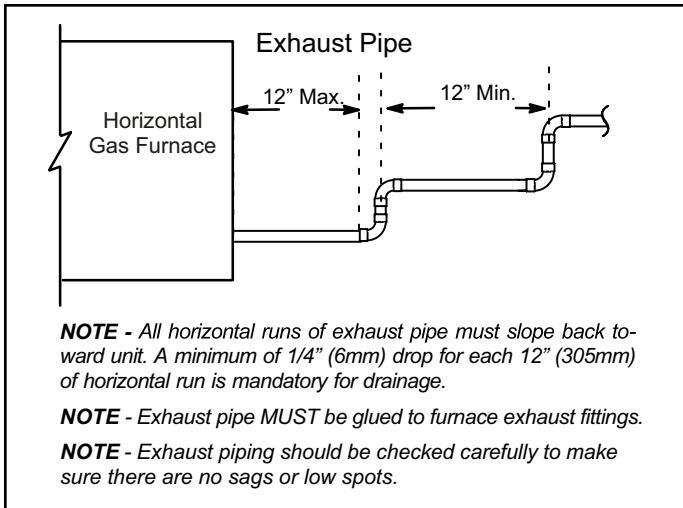 Exhaust Pipe
12” Max.
12” Min.
Horizontal
Gas Furnace
NOTE - All horizontal runs of exhaust pipe must slope back to-
ward unit. A minimum of 1/4” (6mm) drop for each 12” (305mm)
of horizontal run is mandatory for drainage.
NOTE - Exhaust pipe MUST be glued to furnace exhaust fittings.
NOTE - Exhaust piping should be checked carefully to make
sure there are no sags or low spots.